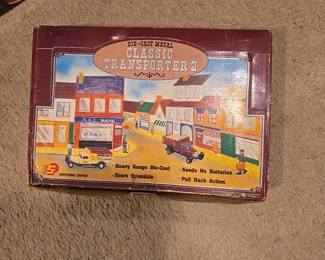 DIE-CAST METAL
CLASSIC
TRANSPORTER 2
A.B.C. BANK
BANK
· Heavy Gauge Die-Cast
· Doors Openable
· Needs No Batteries
· Pull Back Action
S